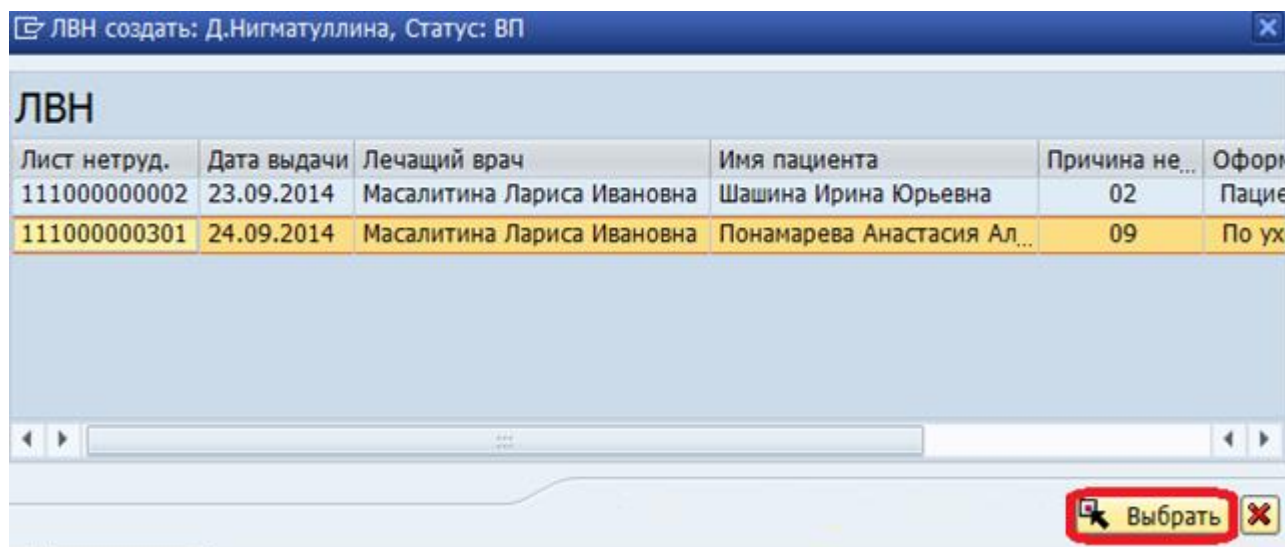 ЛВН создать: Д.Нигматуллина, Статус: ВП
ЛВН
Лист нетруд. Дата выдачи Лечащий врач Имя пациента Причина не... Оформ
111000000002 23.09.2014 Масалитина Лариса Ивановна Шашина Ирина Юрьевна 02 Пацие
111000000301 24.09.2014 Масалитина Лариса Ивановна Понамарева Анастасия Ал... 09 По ух
Выбрать